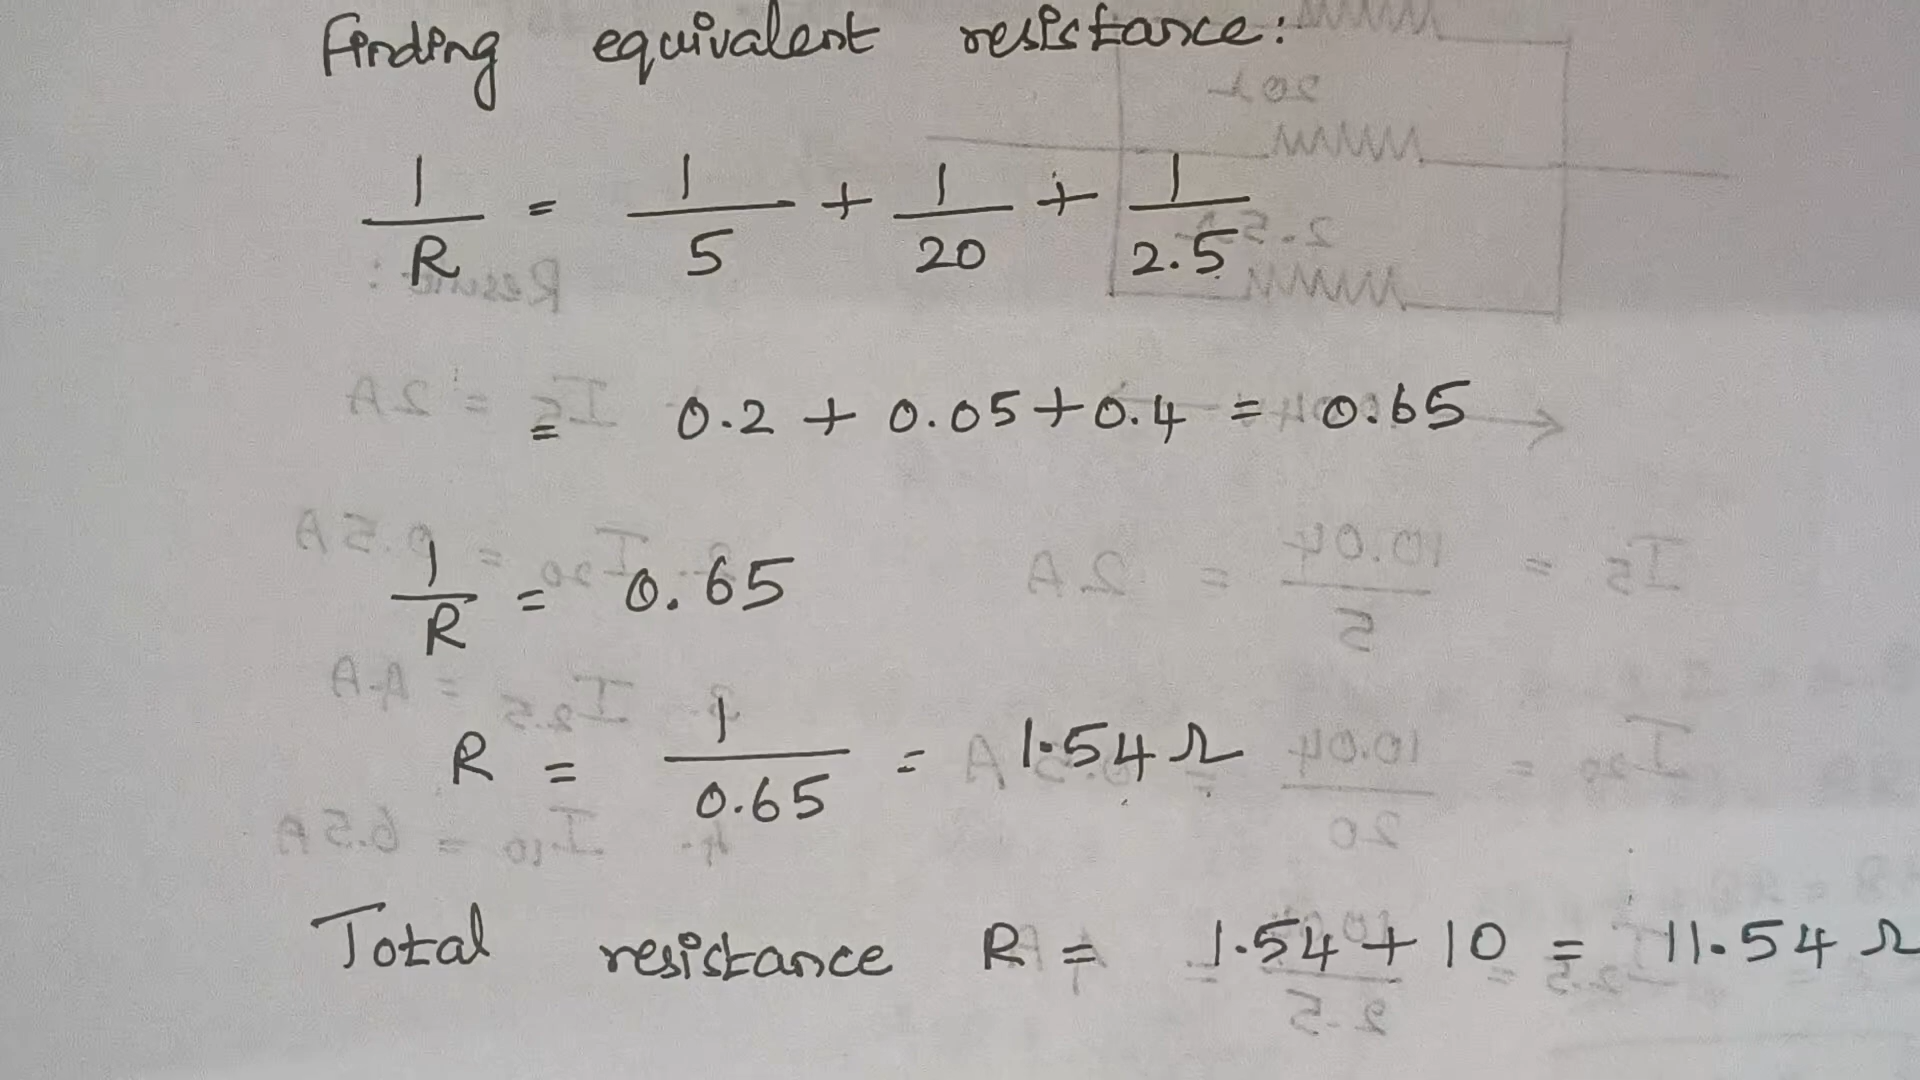 Finding equivalent resistance:
1/R = 1/5 + 1/20 + 1/2.5
= 0.2 + 0.05 + 0.4 = 0.65
1/R = 0.65
R = 1/0.65 = 1.54 Ω
Total resistance R = 1.54 + 10 = 11.54 Ω